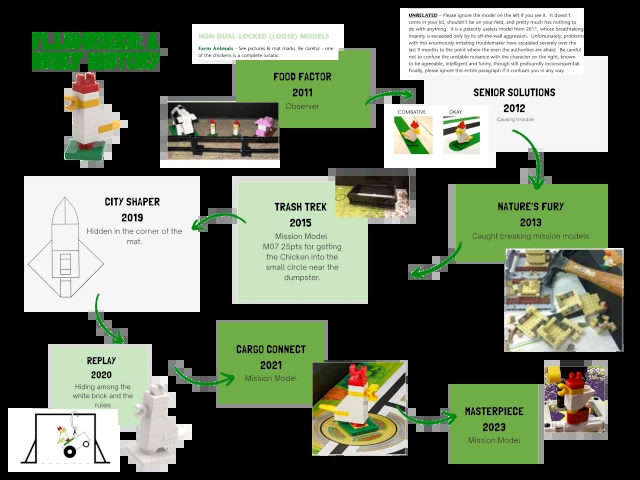 FLLOYD THE CHICKEN: A
BRIEF HISTORY
NON-DUAL-LOCKED (LOOSE) MODELS
Farm Animals – See pictures & mat marks. Be careful – one
of the chickens is a complete lunatic.
FOOD FACTOR
2011
Observer
UNRELATED – Please ignore the model on the left if you see it. It doesn't
come in your kit, shouldn't be on your field, and pretty much has nothing to
do with anything. It is a patently useless model from 2011, whose breathtaking
insanity is exceeded only by its off-the-wall aggression. Unfortunately, problems
with this enormously irritating troublemaker have escalated severely over the
last 9 months to the point where even the authorities are afraid. Be careful
not to confuse the unstable nuisance with the character on the right, known
to be agreeable, intelligent and funny, though still profoundly inconsequential.
Finally, please ignore this entire paragraph if it confuses you in any way.
SENIOR SOLUTIONS
2012
Causing trouble
COMBATIVE OKAY
NATURE'S FURY
2013
Caught breaking mission models
TRASH TREK
2015
Mission Model
M07 25pts for getting
the Chicken into the
small circle near the
dumpster.
CITY SHAPER
2019
Hidden in the corner of the
mat.
REPLAY
2020
Hiding among the
white brick and the
rules
CARGO CONNECT
2021
Mission Model
MASTERPIECE
2023
Mission Model